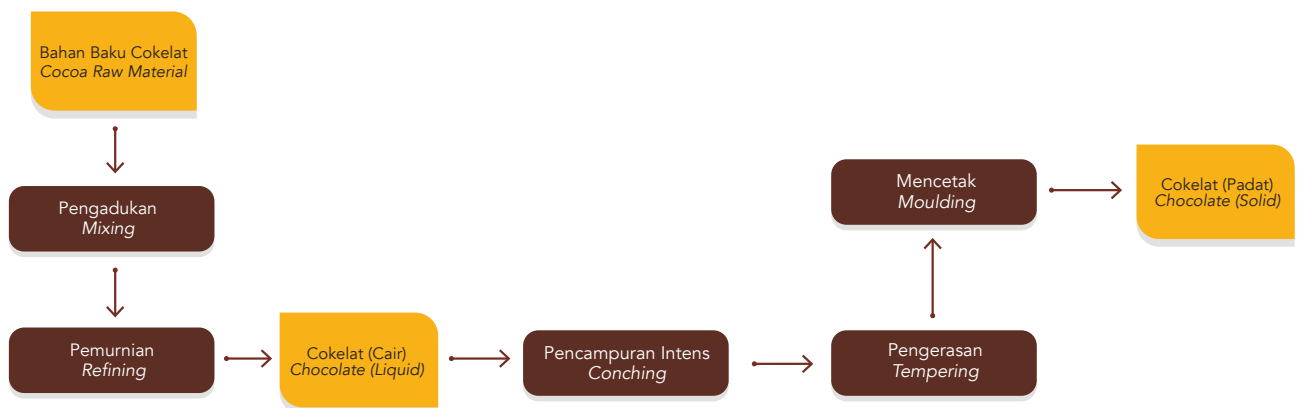 Bahan Baku Cokelat
Cocoa Raw Material
Pengadukan
Mixing
Pemurnian
Refining
Cokelat (Cair)
Chocolate (Liquid)
Pencampuran Intens
Conching
Pengerasan
Tempering
Mencetak
Moulding
Cokelat (Padat)
Chocolate (Solid)